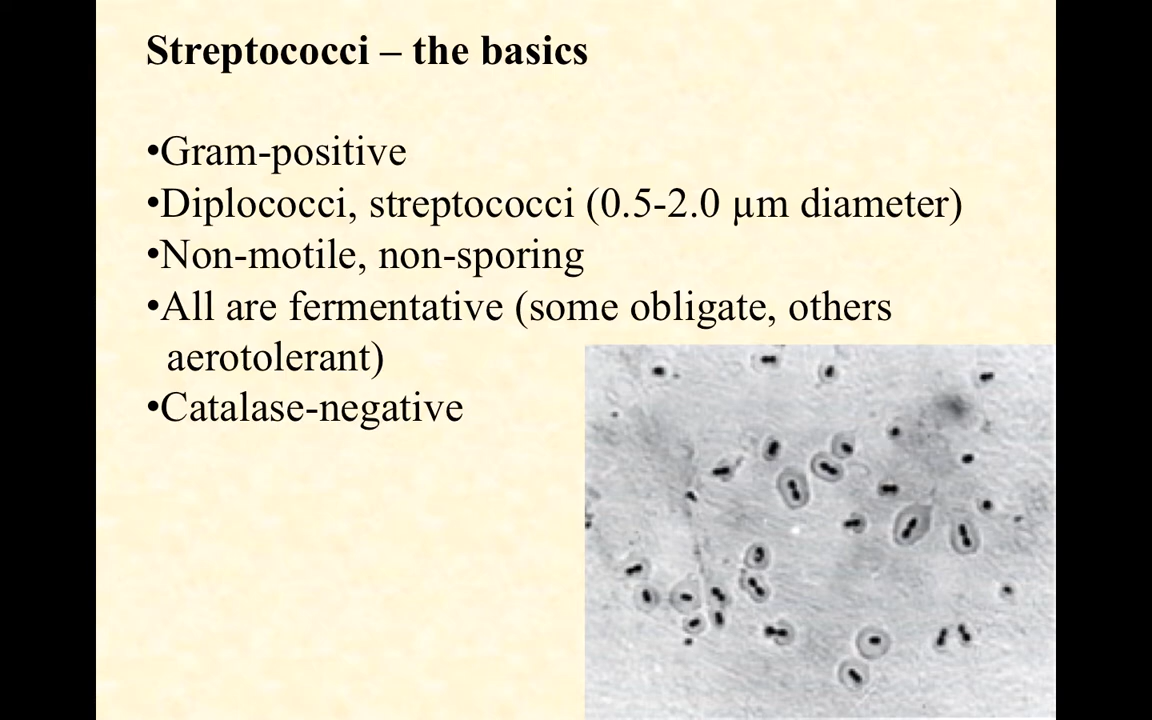 Streptococci – the basics
•Gram-positive
•Diplococci, streptococci (0.5-2.0 µm diameter)
•Non-motile, non-sporing
•All are fermentative (some obligate, others
aerotolerant)
•Catalase-negative